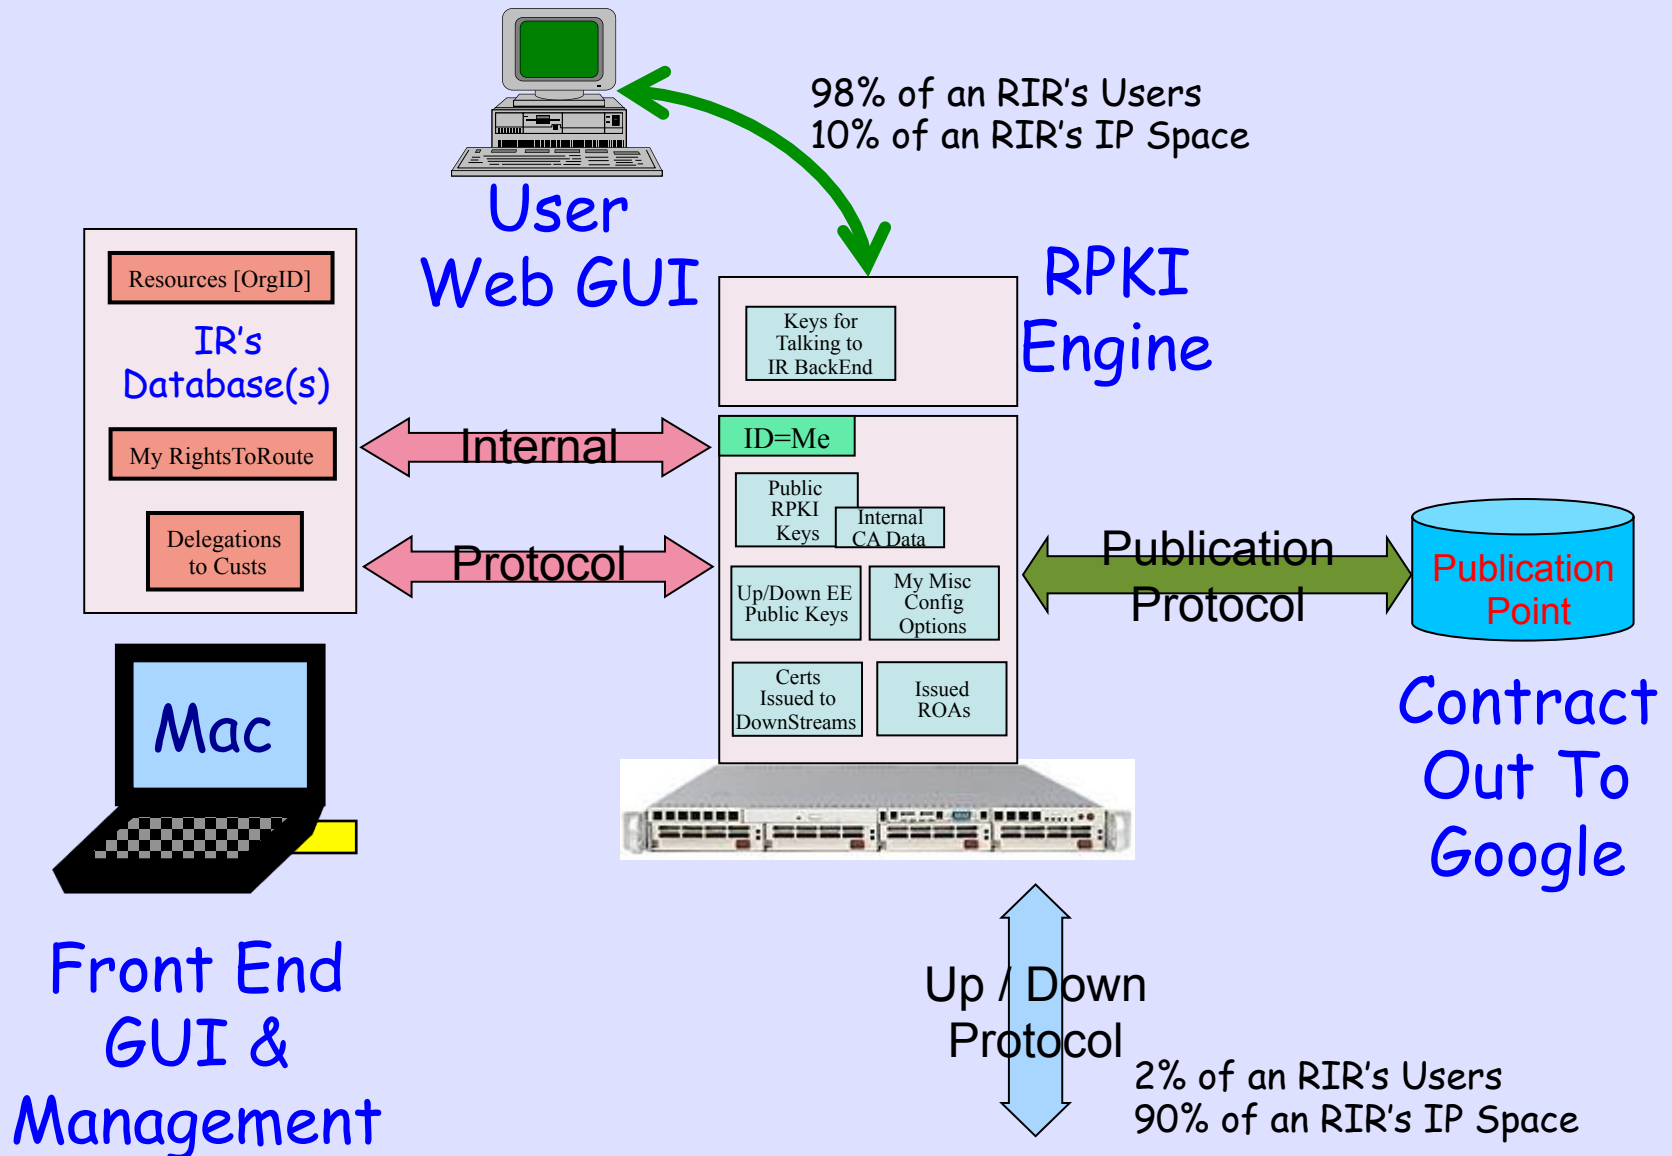 98% of an RIR's Users
10% of an RIR's IP Space
User
Web GUI
RPKI
Engine
Resources [OrgID]
IR's
Database(s)
My RightsToRoute
Delegations
to Custs
Keys for
Talking to
IR BackEnd
Internal
Protocol
ID=Me
Public
RPKI
Keys
Internal
CA Data
Up/Down EE
Public Keys
My Misc
Config
Options
Certs
Issued to
DownStreams
Issued
ROAs
Publication
Protocol
Publication
Point
Contract
Out To
Google
Mac
Front End
GUI &
Management
Up / Down
Protocol
2% of an RIR's Users
90% of an RIR's IP Space